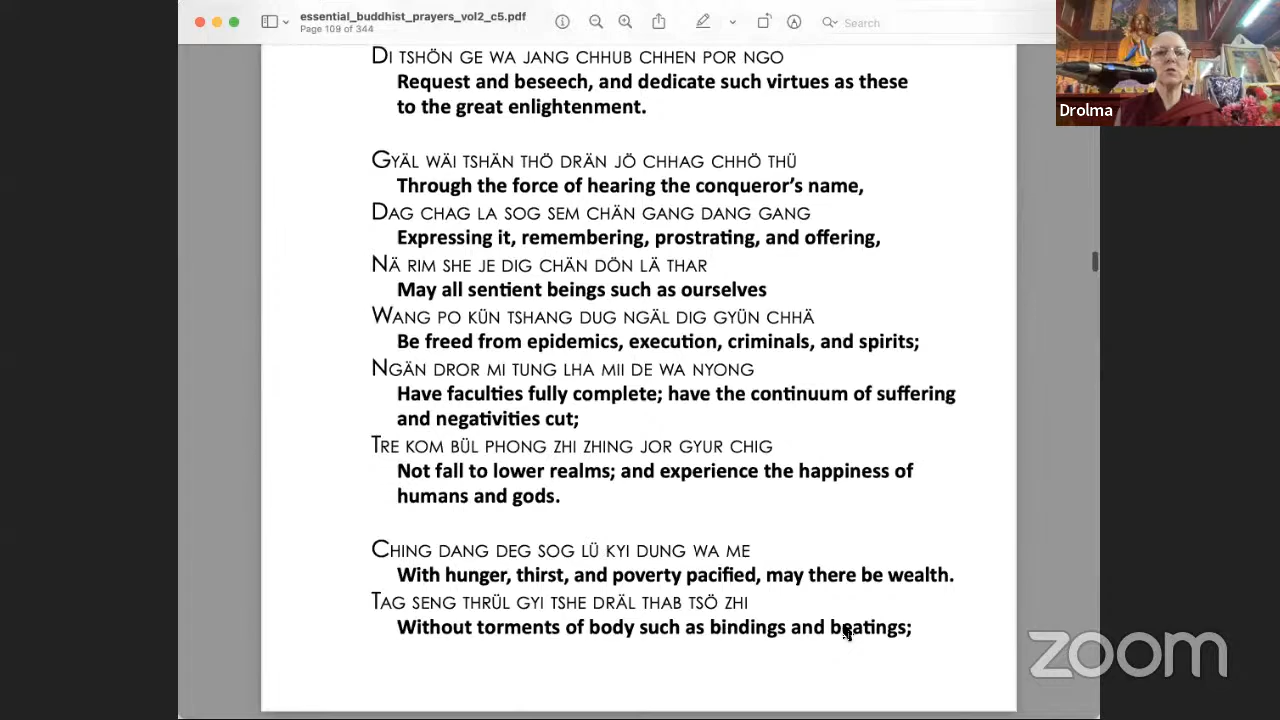 essential_buddhist_prayers_vol2_c5.pdf
Page 109 of 344
Search
Drolma
DI TSHÖN GE WA JANG CHHUB CHHEN POR NGO
Request and beseech, and dedicate such virtues as these
to the great enlightenment.
GYÄL WÄI TSHÄN THÖ DRÄN JÖ CHHAG CHHÖ THÜ
Through the force of hearing the conqueror's name,
DAG CHAG LA SOG SEM CHÄN GANG DANG GANG
Expressing it, remembering, prostrating, and offering,
NÄ RIM SHE JE DIG CHÄN DÖN LÄ THAR
May all sentient beings such as ourselves
WANG PO KÜN TSHANG DUG NGÄL DIG GYÜN CHHÄ
Be freed from epidemics, execution, criminals, and spirits;
NGÄN DROR MI TUNG LHA MII DE WA NYONG
Have faculties fully complete; have the continuum of suffering
and negativities cut;
TRE KOM BÜL PHONG ZHI ZHING JOR GYUR CHIG
Not fall to lower realms; and experience the happiness of
humans and gods.
CHING DANG DEG SOG LÜ KYI DUNG WA ME
With hunger, thirst, and poverty pacified, may there be wealth.
TAG SENG THRÜL GYI TSHE DRÄL THAB TSÖ ZHI
Without torments of body such as bindings and beatings;
zoom